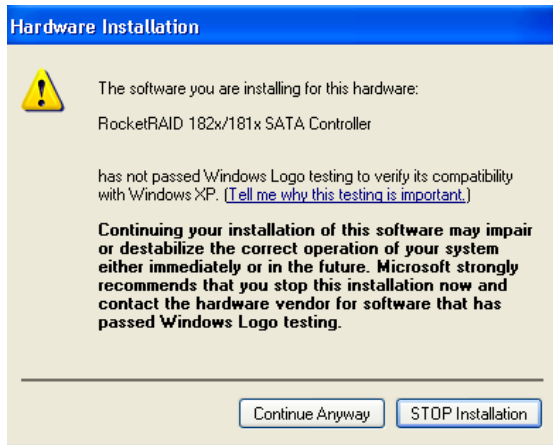 Hardware Installation
The software you are installing for this hardware:
RocketRAID 182x/181x SATA Controller
has not passed Windows Logo testing to verify its compatibility
with Windows XP. (Tell me why this testing is important.)
Continuing your installation of this software may impair
or destabilize the correct operation of your system
either immediately or in the future. Microsoft strongly
recommends that you stop this installation now and
contact the hardware vendor for software that has
passed Windows Logo testing.
Continue Anyway
STOP Installation